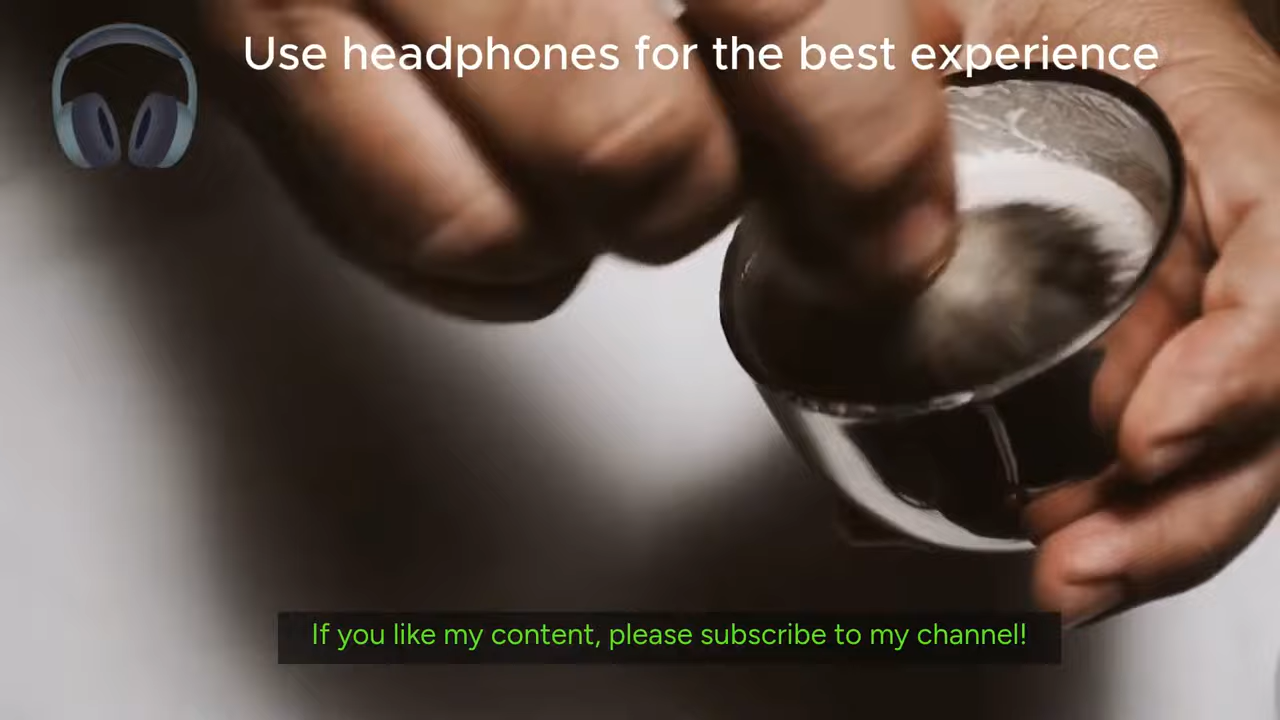 Use headphones for the best experience
If you like my content, please subscribe to my channel!